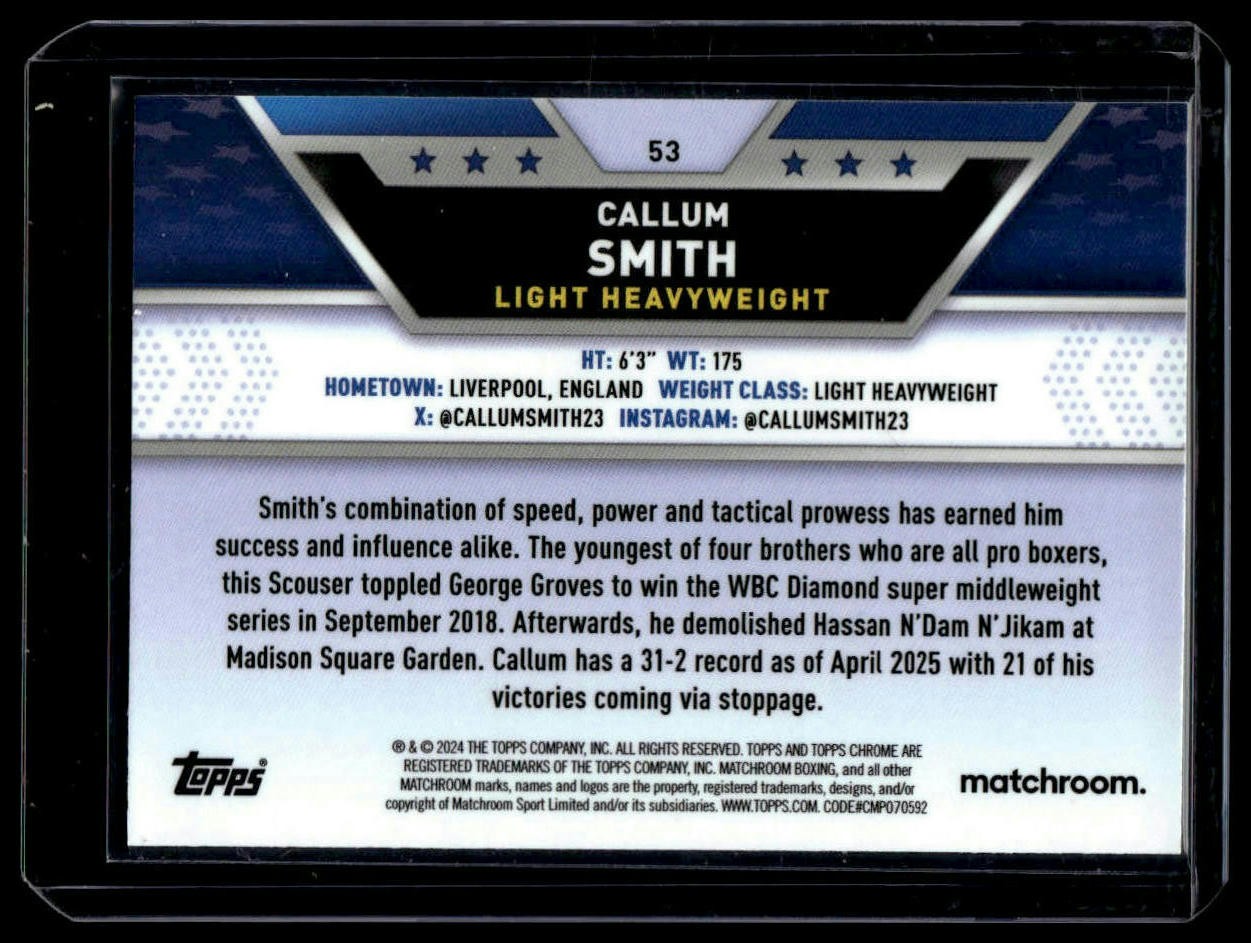 53
CALLUM
SMITH
LIGHT HEAVYWEIGHT
HT: 6'3" WT: 175
HOMETOWN: LIVERPOOL, ENGLAND WEIGHT CLASS: LIGHT HEAVYWEIGHT
X: @CALLUMSMITH23 INSTAGRAM: @CALLUMSMITH23
Smith's combination of speed, power and tactical prowess has earned him
success and influence alike. The youngest of four brothers who are all pro boxers,
this Scouser toppled George Groves to win the WBC Diamond super middleweight
series in September 2018. Afterwards, he demolished Hassan N'Dam N'Jikam at
Madison Square Garden. Callum has a 31-2 record as of April 2025 with 21 of his
victories coming via stoppage.
® & © 2024 THE TOPPS COMPANY, INC. ALL RIGHTS RESERVED. TOPPS AND TOPPS CHROME ARE
REGISTERED TRADEMARKS OF THE TOPPS COMPANY, INC. MATCHROOM BOXING, and all other
MATCHROOM marks, names and logos are the property, registered trademarks, designs, and/or
copyright of Matchroom Sport Limited and/or its subsidiaries. WWW.TOPPS.COM. CODE#CMP070592
Topps®
matchroom.